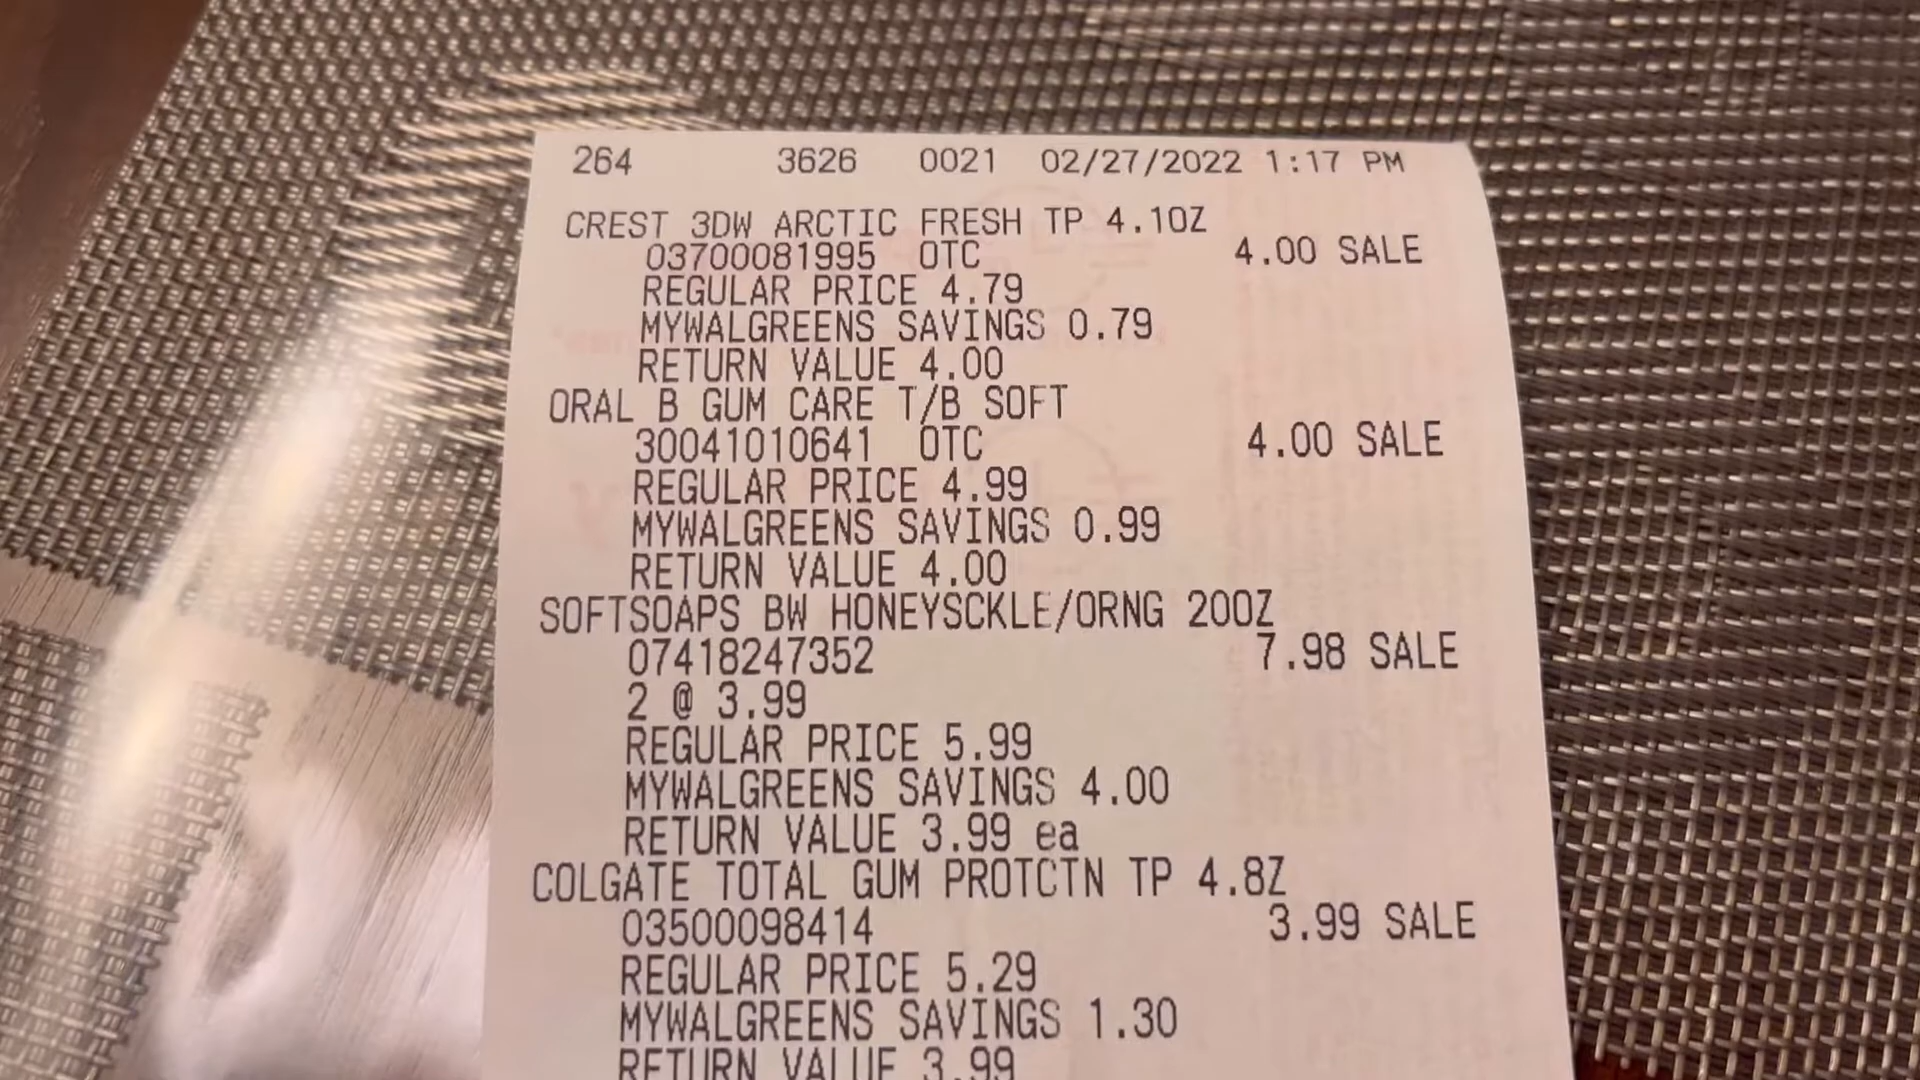 264 3626 0021 02/27/2022 1:17 PM
CREST 3DW ARCTIC FRESH TP 4.1OZ
03700081995 OTC 4.00 SALE
REGULAR PRICE 4.79
MYWALGREENS SAVINGS 0.79
RETURN VALUE 4.00
ORAL B GUM CARE T/B SOFT
30041010641 OTC 4.00 SALE
REGULAR PRICE 4.99
MYWALGREENS SAVINGS 0.99
RETURN VALUE 4.00
SOFTSOAPS BW HONEYSCKLE/ORNG 20OZ
07418247352 7.98 SALE
2 @ 3.99
REGULAR PRICE 5.99
MYWALGREENS SAVINGS 4.00
RETURN VALUE 3.99 ea
COLGATE TOTAL GUM PROTCTN TP 4.8Z
03500098414 3.99 SALE
REGULAR PRICE 5.29
MYWALGREENS SAVINGS 1.30
RETURN VALUE 3.99